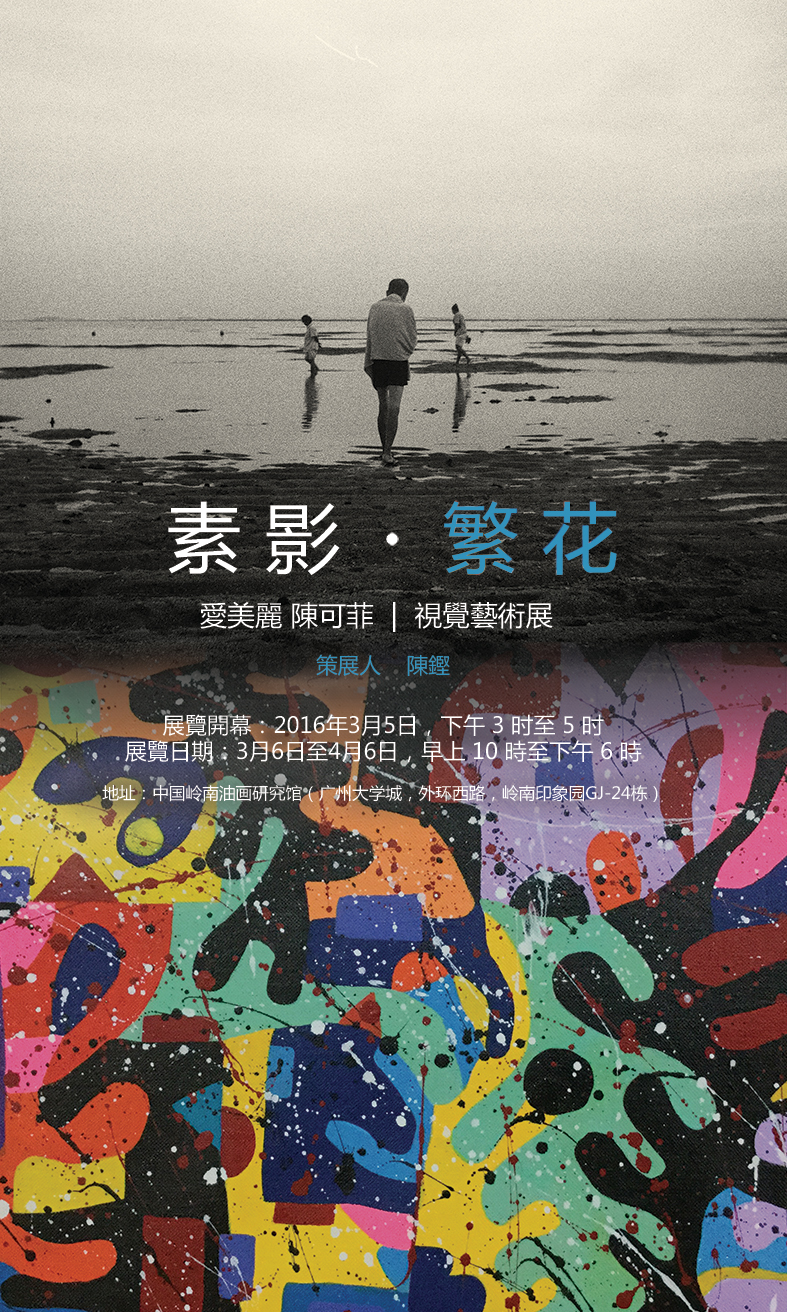 素影·繁花
愛美麗 陳可菲 | 視覺藝術展
策展人 陳鏗
展覽開幕：2016年3月5日，下午 3 时至 5 时
展覽日期：3月6日至4月6日，早上 10 時至下午 6 時
地址：中国岭南油画研究馆（广州大学城，外环西路，岭南印象园GJ-24栋）